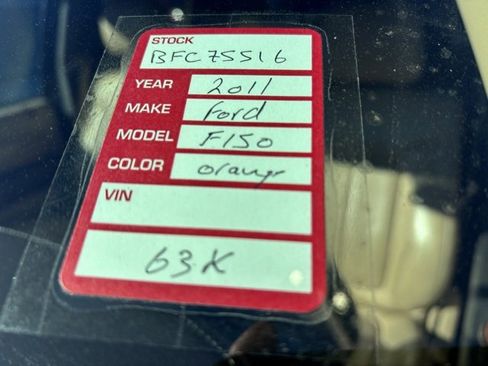 STOCK
BFC75516
YEAR 2011
MAKE Ford
MODEL F150
COLOR orange
VIN
63K